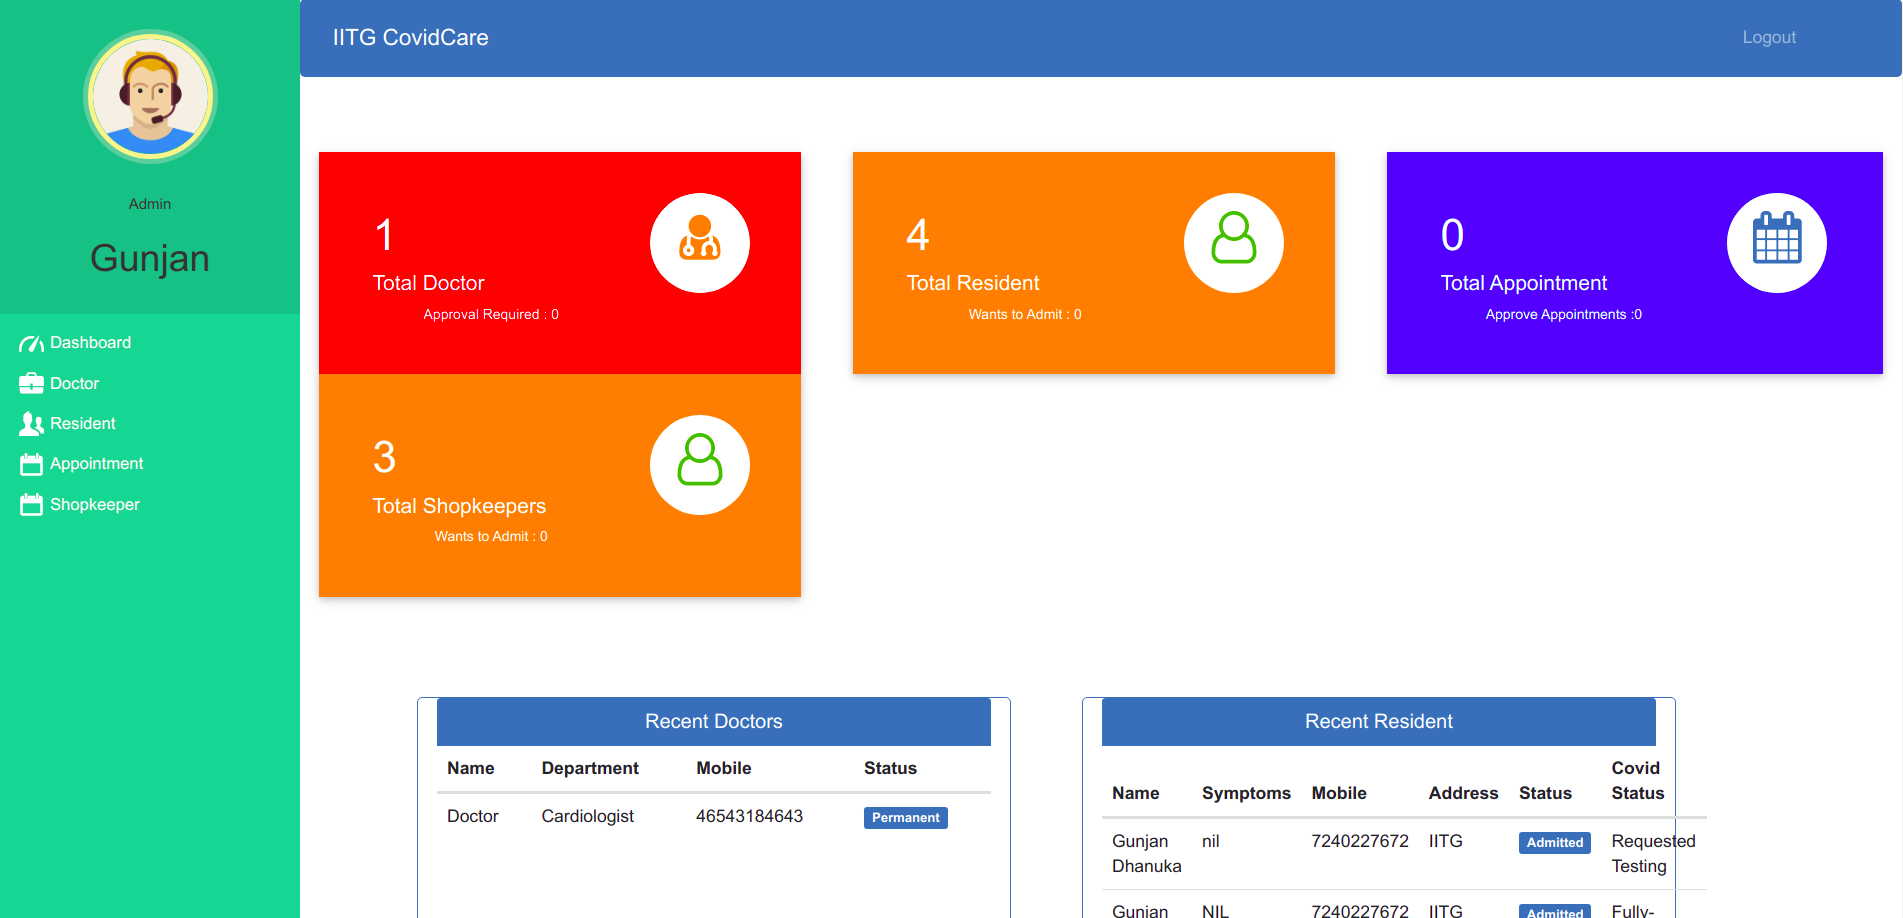 IITG CovidCare
Logout
Admin
Gunjan
Dashboard
Doctor
Resident
Appointment
Shopkeeper
1
Total Doctor
Approval Required : 0
4
Total Resident
Wants to Admit : 0
0
Total Appointment
Approve Appointments :0
3
Total Shopkeepers
Wants to Admit : 0
Recent Doctors
Name Department Mobile Status
Doctor Cardiologist 46543184643 Permanent
Recent Resident
Name Symptoms Mobile Address Status Covid Status
Gunjan Dhanuka nil 7240227672 IITG Admitted Requested Testing
Gunjan NIL 7240227672 IITG Admitted Fully-